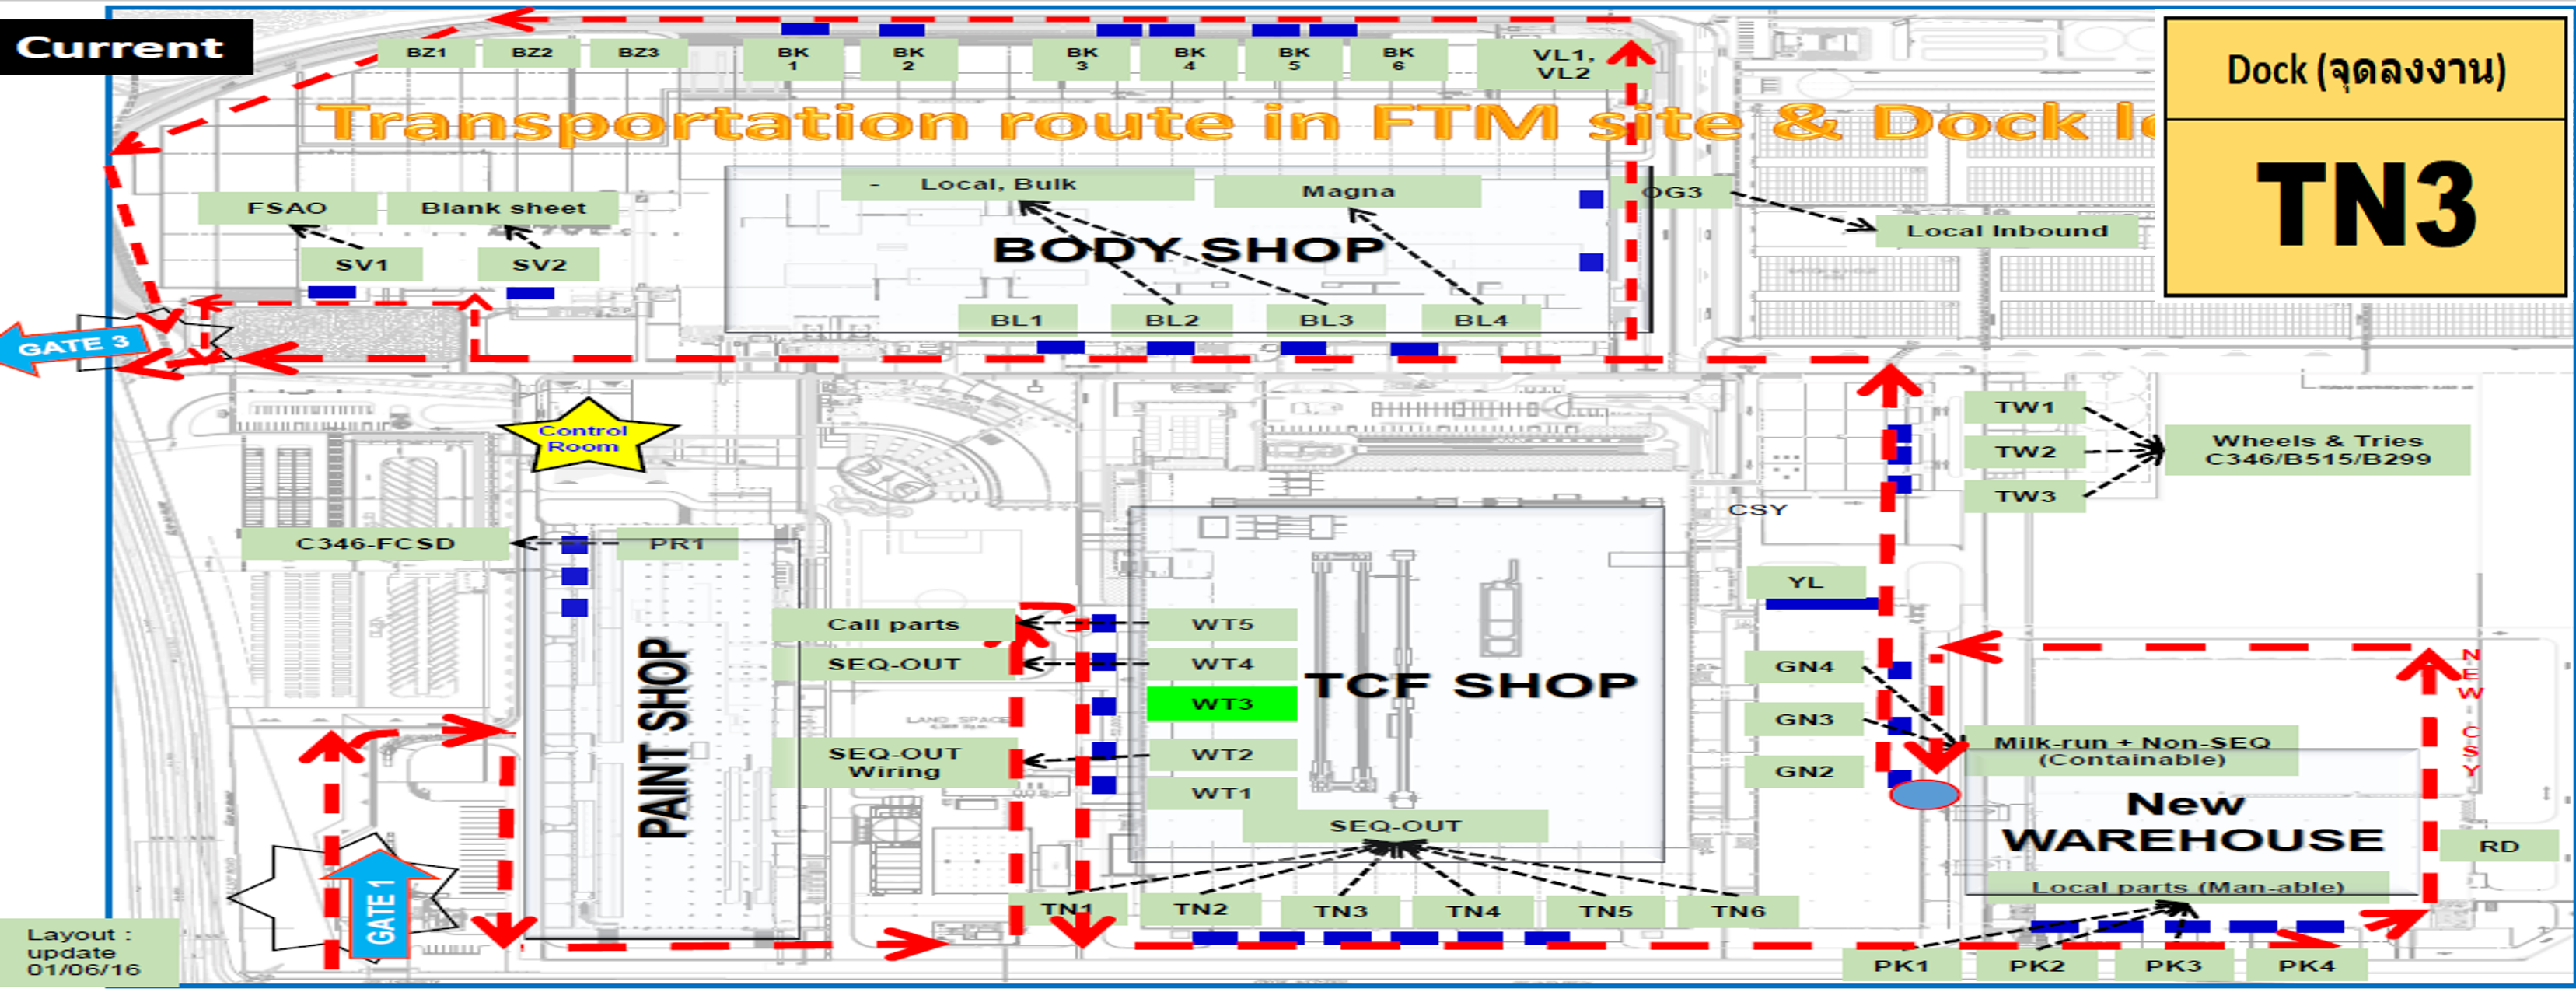 Current
BZ1
BZ2
BZ3
BK
1
BK
2
BK
3
BK
4
BK
5
BK
6
VL1,
VL2
Dock (จุดลงงาน)
TN3
Transportation route in FTM site & Dock lo
FSAO
Blank sheet
- Local, Bulk
Magna
OG3
Local Inbound
SV1
SV2
BODY SHOP
BL1
BL2
BL3
BL4
GATE 3
Control
Room
TW1
TW2
TW3
Wheels & Tries
C346/B515/B299
CSY
C346-FCSD
PR1
YL
Call parts
WT5
SEQ-OUT
WT4
WT3
TCF SHOP
PAINT SHOP
GN4
GN3
GN2
NEW CSY
LAND SPACE
SEQ-OUT
Wiring
WT2
WT1
Milk-run + Non-SEQ
(Containable)
New
WAREHOUSE
SEQ-OUT
RD
Local parts (Man-able)
GATE 1
TN1
TN2
TN3
TN4
TN5
TN6
Layout :
update
01/06/16
PK1
PK2
PK3
PK4